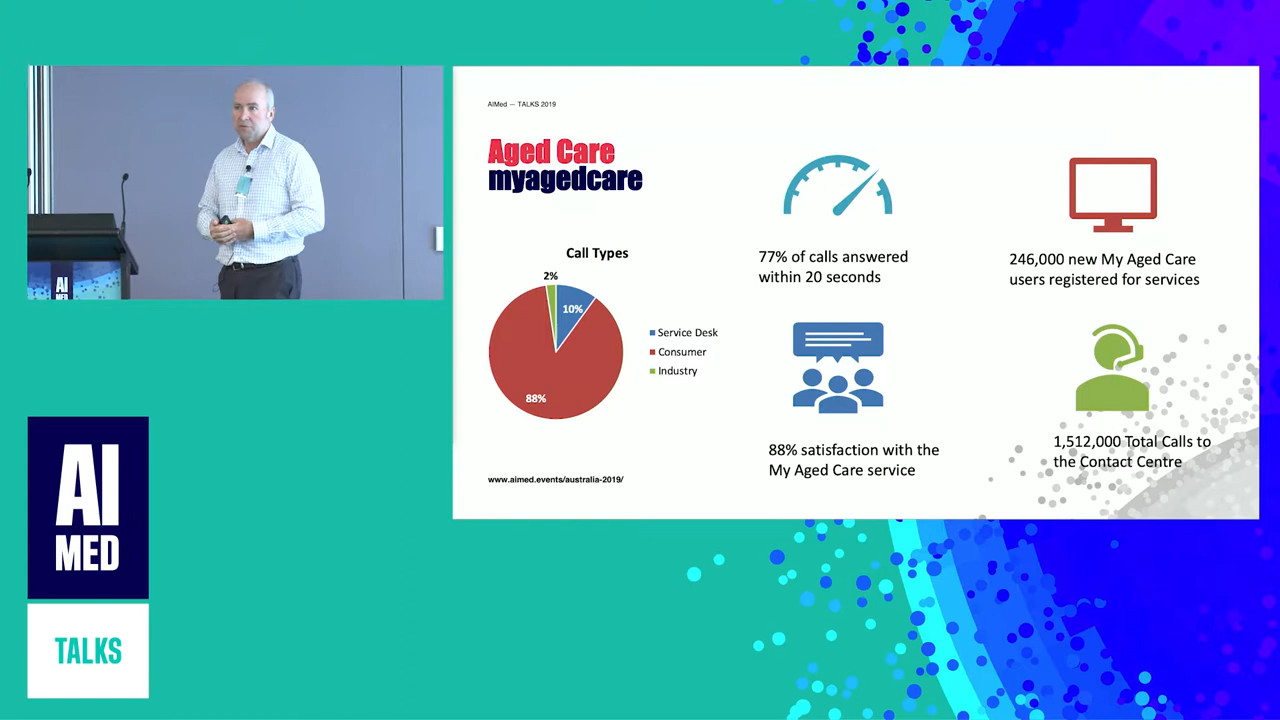 AIMed — TALKS 2019
Aged Care
myagedcare
Call Types
2%
10%
88%
Service Desk
Consumer
Industry
77% of calls answered
within 20 seconds
246,000 new My Aged Care
users registered for services
88% satisfaction with the
My Aged Care service
1,512,000 Total Calls to
the Contact Centre
www.aimed.events/australia-2019/
AI
MED
AI
MED
TALKS